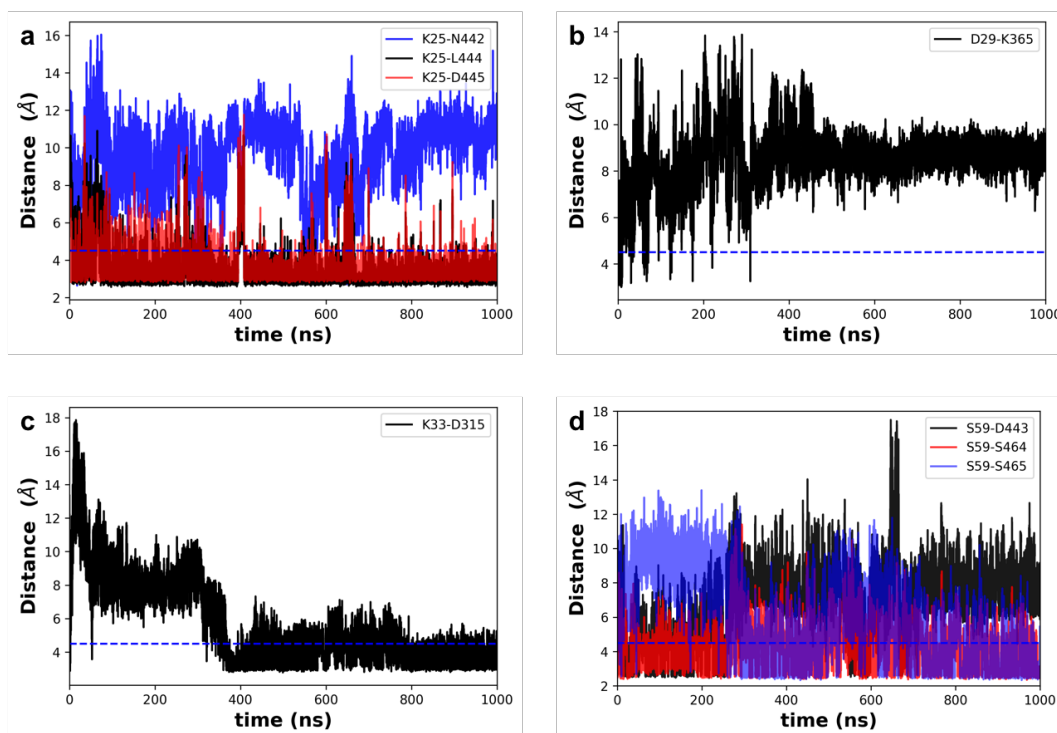 a
K25-N442
K25-L444
K25-D445
Distance (Å)
16
14
12
10
8
6
4
2
0 200 400 600 800 1000
time (ns)
b
D29-K365
Distance (Å)
14
12
10
8
6
4
0 200 400 600 800 1000
time (ns)
c
K33-D315
Distance (Å)
18
16
14
12
10
8
6
4
0 200 400 600 800 1000
time (ns)
d
S59-D443
S59-S464
S59-S465
Distance (Å)
18
16
14
12
10
8
6
4
2
0 200 400 600 800 1000
time (ns)